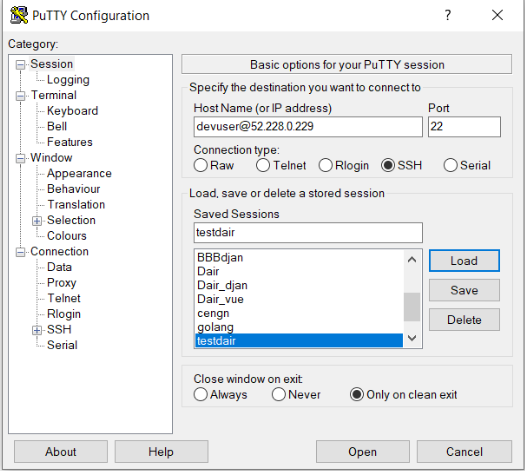 PuTTY Configuration
Category:
Session
Logging
Terminal
Keyboard
Bell
Features
Window
Appearance
Behaviour
Translation
Selection
Colours
Connection
Data
Proxy
Telnet
Rlogin
SSH
Serial
Basic options for your PuTTY session
Specify the destination you want to connect to
Host Name (or IP address) Port
devuser@52.228.0.229 22
Connection type:
Raw Telnet Rlogin SSH Serial
Load, save or delete a stored session
Saved Sessions
testdair
BBBdjan
Dair
Dair_djan
Dair_vue
cengn
golang
testdair
Load
Save
Delete
Close window on exit:
Always Never Only on clean exit
About Help Open Cancel